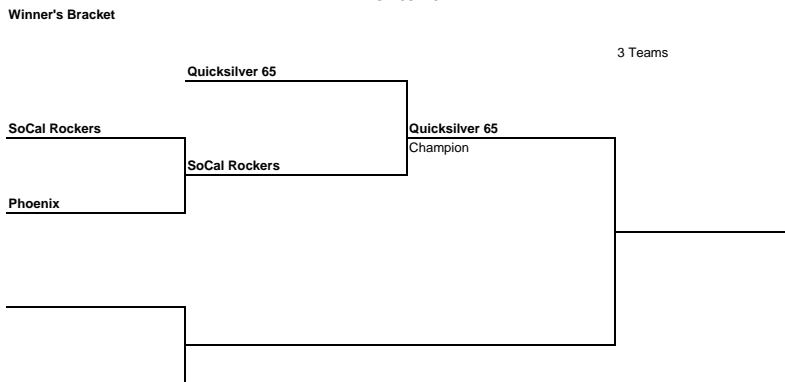 Winner's Bracket
3 Teams
Quicksilver 65
SoCal Rockers
Quicksilver 65
Champion
SoCal Rockers
Phoenix